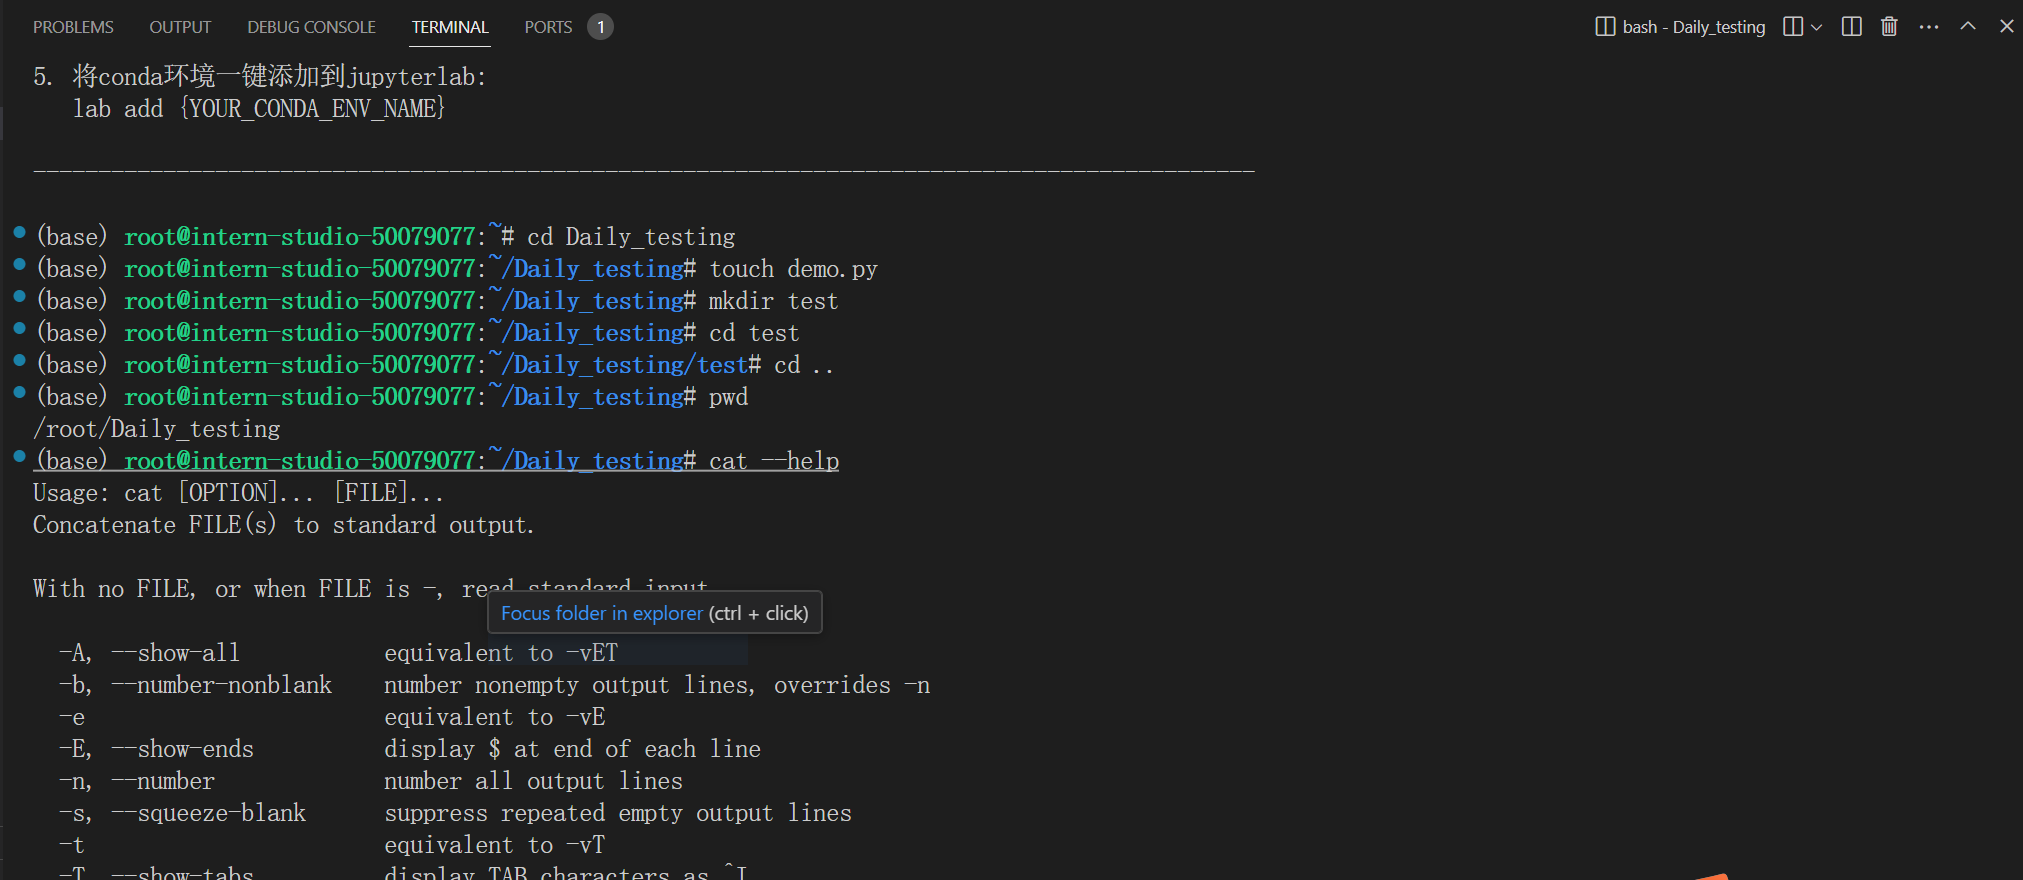 PROBLEMS OUTPUT DEBUG CONSOLE TERMINAL PORTS 1 bash - Daily_testing
5. 将conda环境一键添加到jupyterlab:
lab add {YOUR_CONDA_ENV_NAME}
----------------------------------------------------------------------------------------------
(base) root@intern-studio-50079077:~# cd Daily_testing
(base) root@intern-studio-50079077:~/Daily_testing# touch demo.py
(base) root@intern-studio-50079077:~/Daily_testing# mkdir test
(base) root@intern-studio-50079077:~/Daily_testing# cd test
(base) root@intern-studio-50079077:~/Daily_testing/test# cd ..
(base) root@intern-studio-50079077:~/Daily_testing# pwd
/root/Daily_testing
(base) root@intern-studio-50079077:~/Daily_testing# cat --help
Usage: cat [OPTION]... [FILE]...
Concatenate FILE(s) to standard output.
With no FILE, or when FILE is -, read standard input
Focus folder in explorer (ctrl + click)
-A, --show-all equivalent to -vET
-b, --number-nonblank number nonempty output lines, overrides -n
-e equivalent to -vE
-E, --show-ends display $ at end of each line
-n, --number number all output lines
-s, --squeeze-blank suppress repeated empty output lines
-t equivalent to -vT
-T, --show-tabs display TAB characters as ^I